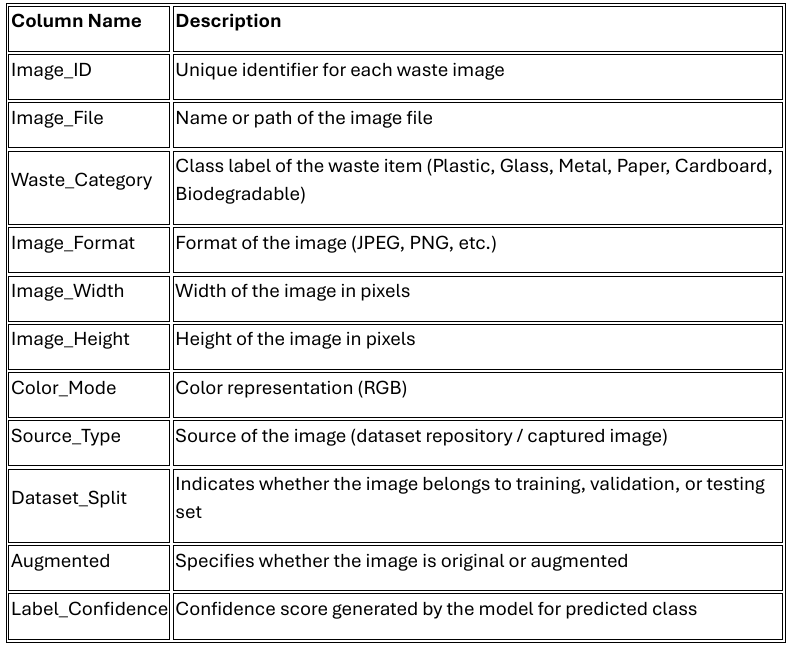 Column Name Description
Image_ID Unique identifier for each waste image
Image_File Name or path of the image file
Waste_Category Class label of the waste item (Plastic, Glass, Metal, Paper, Cardboard,
Biodegradable)
Image_Format Format of the image (JPEG, PNG, etc.)
Image_Width Width of the image in pixels
Image_Height Height of the image in pixels
Color_Mode Color representation (RGB)
Source_Type Source of the image (dataset repository / captured image)
Dataset_Split Indicates whether the image belongs to training, validation, or testing
set
Augmented Specifies whether the image is original or augmented
Label_Confidence Confidence score generated by the model for predicted class